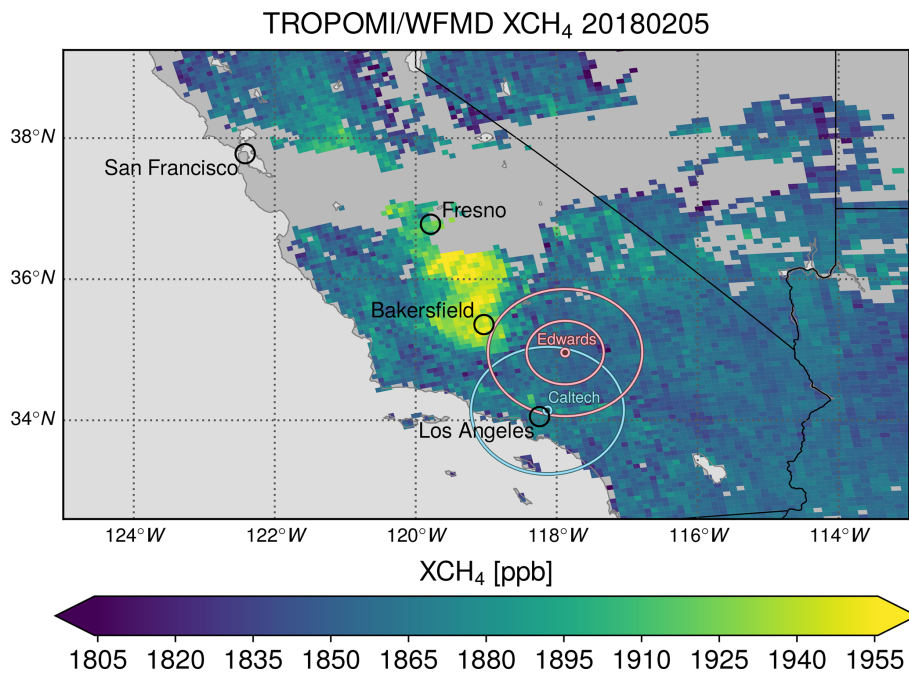 TROPOMI/WFMD XCH₄ 20180205
38°N
San Francisco
Fresno
36°N
Bakersfield
Edwards
Caltech
34°N
Los Angeles
124°W 122°W 120°W 118°W 116°W 114°W
XCH₄ [ppb]
1805 1820 1835 1850 1865 1880 1895 1910 1925 1940 1955